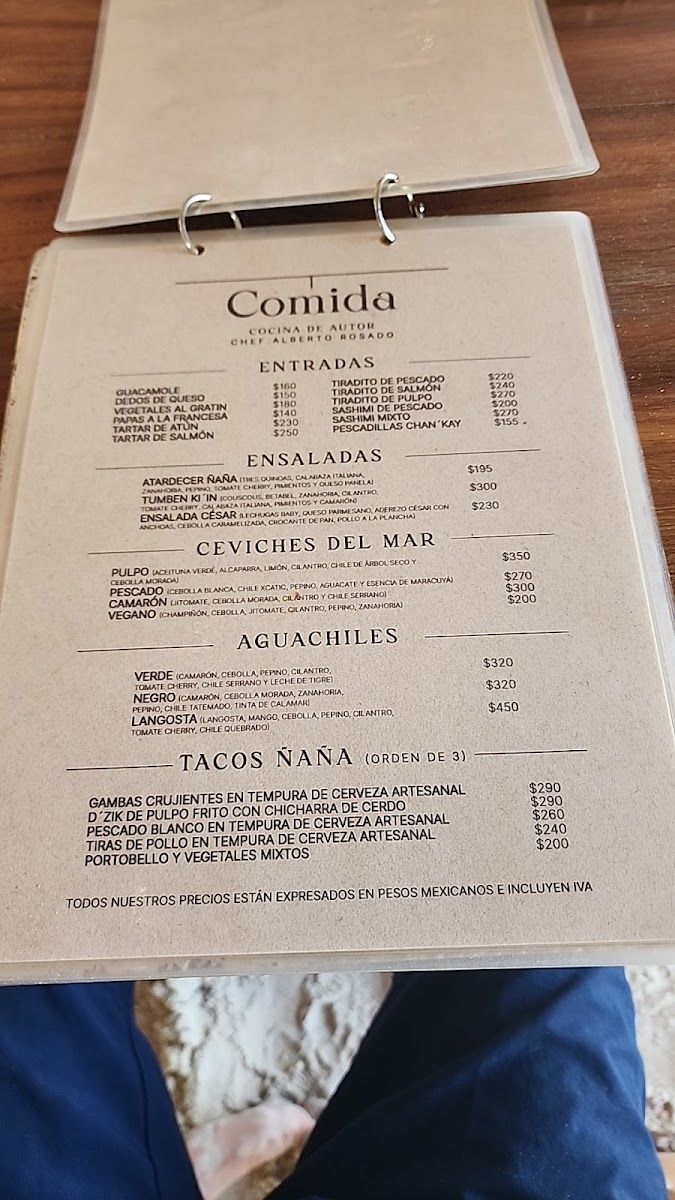 Comida
COCINA DE AUTOR
CHEF ALBERTO ROSADO
ENTRADAS
GUACAMOLE $160
DEDOS DE QUESO $150
VEGETALES AL GRATIN $180
PAPAS A LA FRANCESA $140
TARTAR DE ATÚN $230
TARTAR DE SALMÓN $250
TIRADITO DE PESCADO $220
TIRADITO DE SALMÓN $240
TIRADITO DE PULPO $270
SASHIMI DE PESCADO $200
SASHIMI MIXTO $270
PESCADILLAS CHAN´KAY $155
ENSALADAS
ATARDECER ÑAÑA (TRES QUINOAS, CALABAZA ITALIANA, $195
ZANAHORIA, PEPINO, TOMATE CHERRY, PIMIENTOS Y QUESO PANELA)
TUMBEN KI´IN (COUSCOUS, BETABEL, ZANAHORIA, CILANTRO, $300
TOMATE CHERRY, CALABAZA ITALIANA, PIMIENTOS Y CAMARÓN)
ENSALADA CÉSAR (LECHUGAS BABY, QUESO PARMESANO, ADEREZO CÉSAR CON $230
ANCHOAS, CEBOLLA CARAMELIZADA, CROCANTE DE PAN, POLLO A LA PLANCHA)
CEVICHES DEL MAR
PULPO (ACEITUNA VERDE, ALCAPARRA, LIMÓN, CILANTRO, CHILE DE ÁRBOL SECO Y $350
CEBOLLA MORADA)
PESCADO (CEBOLLA BLANCA, CHILE XCATIC, PEPINO, AGUACATE Y ESENCIA DE MARACUYÁ) $270
CAMARÓN (JITOMATE, CEBOLLA MORADA, CILANTRO Y CHILE SERRANO) $300
VEGANO (CHAMPIÑÓN, CEBOLLA, JITOMATE, CILANTRO, PEPINO, ZANAHORIA) $200
AGUACHILES
VERDE (CAMARÓN, CEBOLLA, PEPINO, CILANTRO, $320
TOMATE CHERRY, CHILE SERRANO Y LECHE DE TIGRE)
NEGRO (CAMARÓN, CEBOLLA MORADA, ZANAHORIA, $320
PEPINO, CHILE TATEMADO, TINTA DE CALAMAR)
LANGOSTA (LANGOSTA, MANGO, CEBOLLA, PEPINO, CILANTRO, $450
TOMATE CHERRY, CHILE QUEBRADO)
TACOS ÑAÑA (ORDEN DE 3)
GAMBAS CRUJIENTES EN TEMPURA DE CERVEZA ARTESANAL $290
D´ZIK DE PULPO FRITO CON CHICHARRA DE CERDO $290
PESCADO BLANCO EN TEMPURA DE CERVEZA ARTESANAL $260
TIRAS DE POLLO EN TEMPURA DE CERVEZA ARTESANAL $240
PORTOBELLO Y VEGETALES MIXTOS $200
TODOS NUESTROS PRECIOS ESTÁN EXPRESADOS EN PESOS MEXICANOS E INCLUYEN IVA